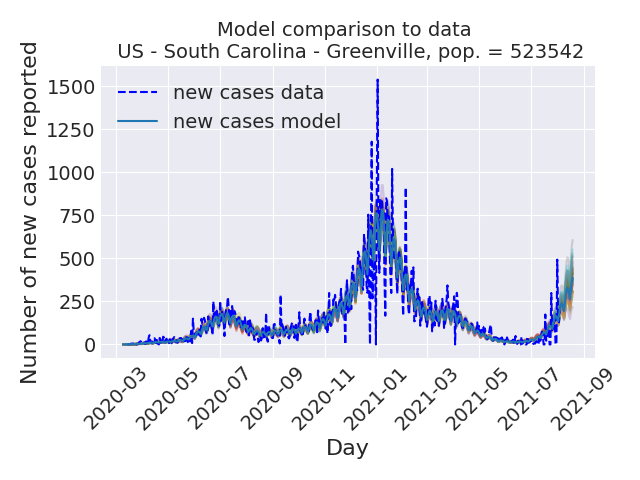 Model comparison to data
US - South Carolina - Greenville, pop. = 523542
Number of new cases reported
1500
1250
1000
750
500
250
0
new cases data
new cases model
2020-03
2020-05
2020-07
2020-09
2020-11
2021-01
2021-03
2021-05
2021-07
2021-09
Day